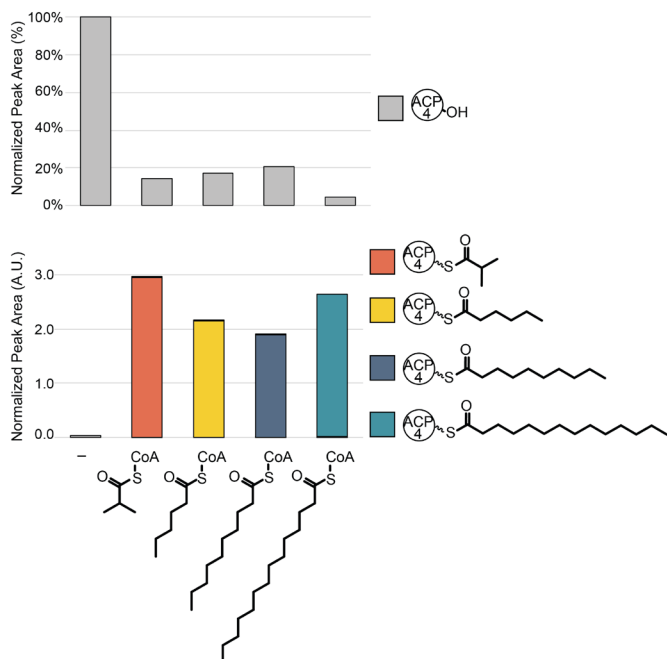 Normalized Peak Area (%)
100%
80%
60%
40%
20%
0%
ACP
4
OH
Normalized Peak Area (A.U.)
3.0
2.0
1.0
0.0
ACP
4
S
O
ACP
4
S
O
ACP
4
S
O
ACP
4
S
O
–
CoA
S
O
CoA
S
O
CoA
S
O
CoA
S
O